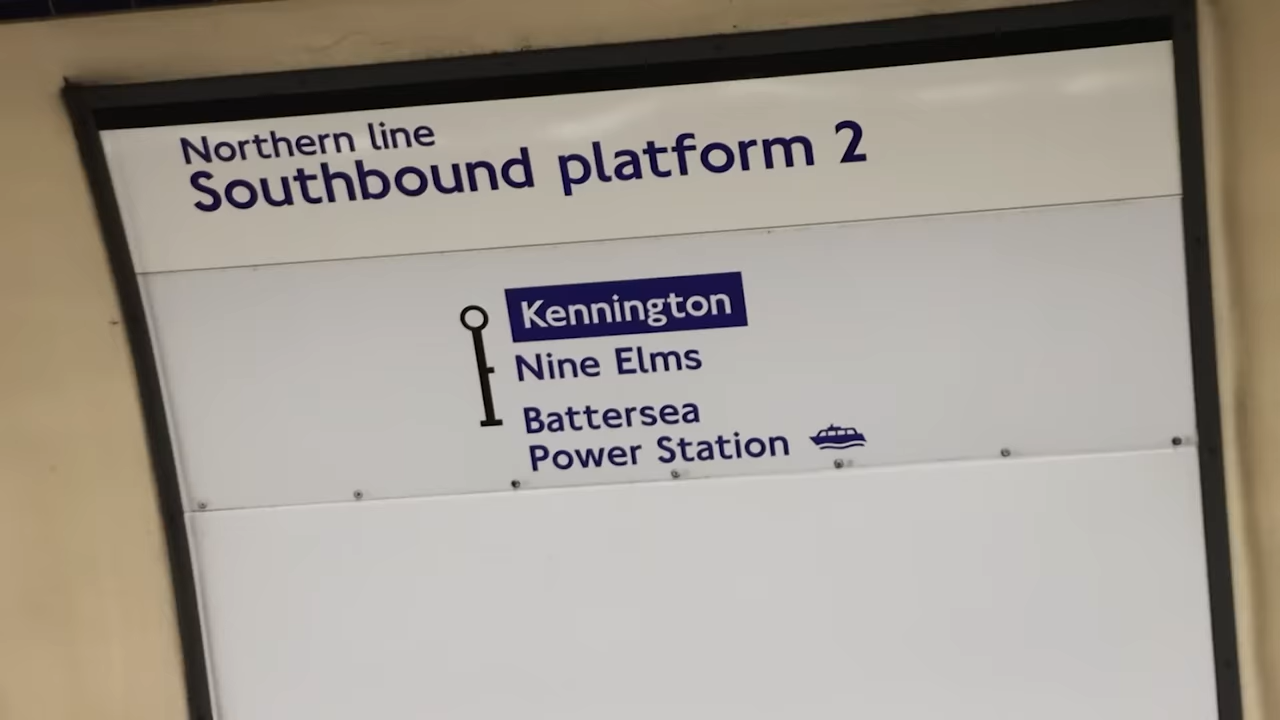 Northern line
Southbound platform 2
Kennington
Nine Elms
Battersea
Power Station